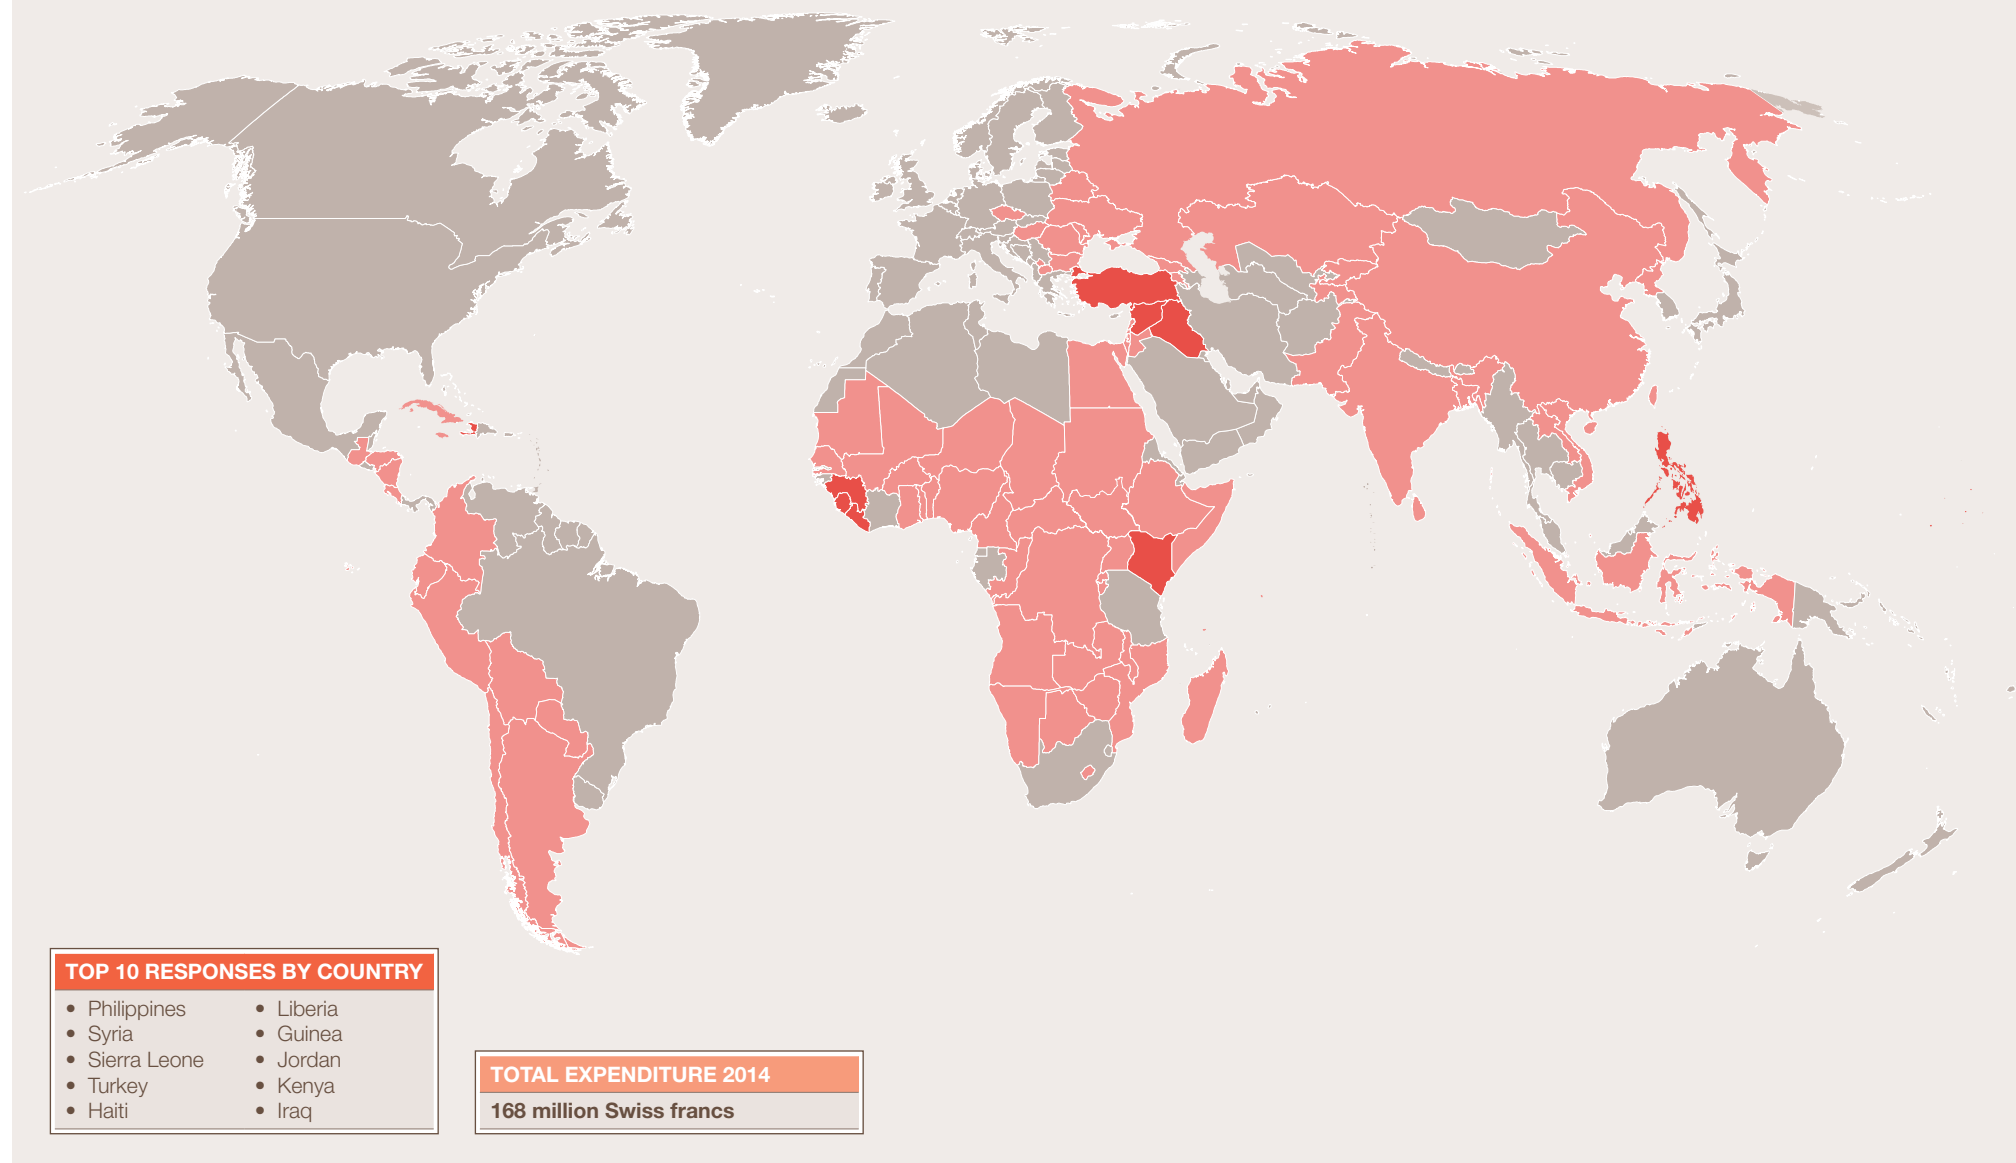 TOP 10 RESPONSES BY COUNTRY
• Philippines
• Syria
• Sierra Leone
• Turkey
• Haiti
• Liberia
• Guinea
• Jordan
• Kenya
• Iraq
TOTAL EXPENDITURE 2014
168 million Swiss francs